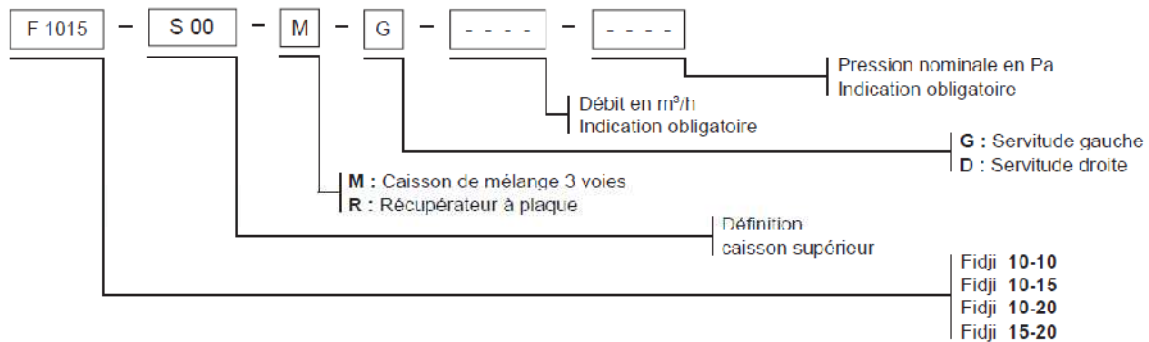 F 1015 – S 00 – M – G – - - - - – - - - -
Pression nominale en Pa
Indication obligatoire
Débit en m³/h
Indication obligatoire
G : Servitude gauche
D : Servitude droite
M : Caisson de mélange 3 voies
R : Récupérateur à plaque
Définition
caisson supérieur
Fidji 10-10
Fidji 10-15
Fidji 10-20
Fidji 15-20